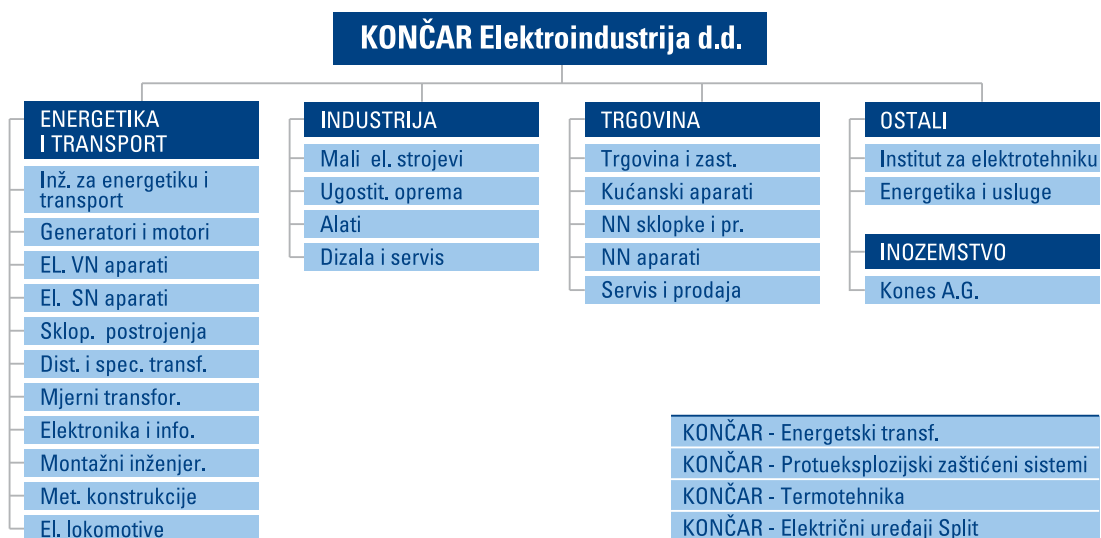 KONČAR Elektroindustrija d.d.
ENERGETIKA
I TRANSPORT
Inž. za energetiku i
transport
Generatori i motori
EL. VN aparati
El. SN aparati
Sklop. postrojenja
Dist. i spec. transf.
Mjerni transfor.
Elektronika i info.
Montažni inženjer.
Met. konstrukcije
El. lokomotive
INDUSTRIJA
Mali el. strojevi
Ugostit. oprema
Alati
Dizala i servis
TRGOVINA
Trgovina i zast.
Kućanski aparati
NN sklopke i pr.
NN aparati
Servis i prodaja
OSTALI
Institut za elektrotehniku
Energetika i usluge
INOZEMSTVO
Kones A.G.
KONČAR - Energetski transf.
KONČAR - Protueksplozijski zaštićeni sistemi
KONČAR - Termotehnika
KONČAR - Električni uređaji Split